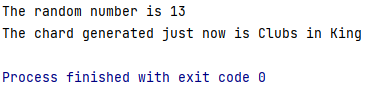 The random number is 13
The chard generated just now is Clubs in King
Process finished with exit code 0